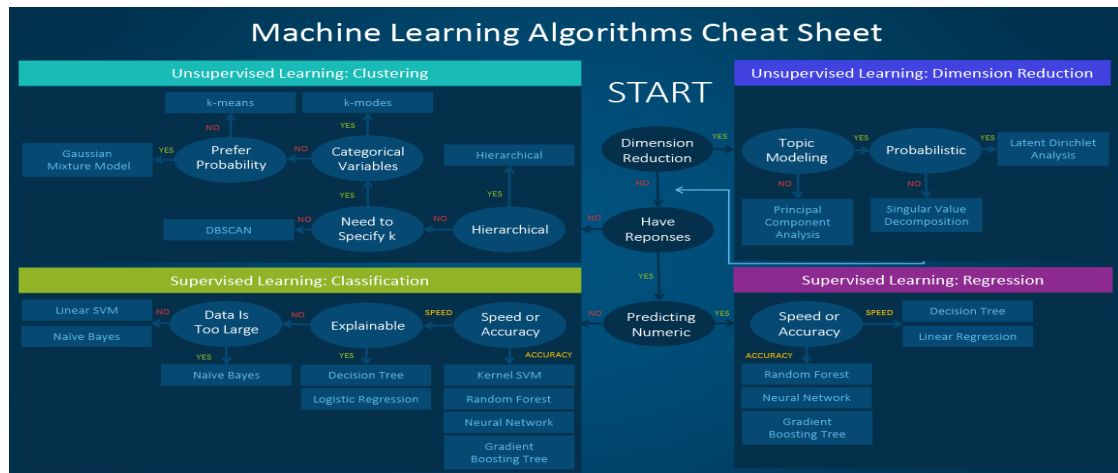 Machine Learning Algorithms Cheat Sheet
Unsupervised Learning: Clustering
START
Unsupervised Learning: Dimension Reduction
k-means
k-modes
NO
YES
Gaussian
Mixture Model
YES
Prefer
Probability
NO
Categorical
Variables
Hierarchical
YES
YES
DBSCAN
NO
Need to
Specify k
NO
Hierarchical
NO
Dimension
Reduction
YES
Topic
Modeling
YES
Probabilistic
YES
Latent Dirichlet
Analysis
NO
NO
NO
Principal
Component
Analysis
Singular Value
Decomposition
Have
Reponses
YES
Supervised Learning: Classification
Supervised Learning: Regression
Linear SVM
Naïve Bayes
NO
Data Is
Too Large
NO
Explainable
SPEED
Speed or
Accuracy
NO
Predicting
Numeric
YES
Speed or
Accuracy
SPEED
Decision Tree
Linear Regression
YES
YES
ACCURACY
ACCURACY
Naïve Bayes
Decision Tree
Logistic Regression
Kernel SVM
Random Forest
Neural Network
Gradient
Boosting Tree
Random Forest
Neural Network
Gradient
Boosting Tree